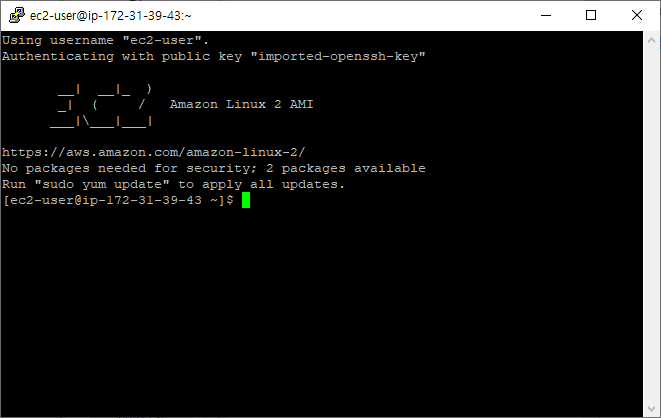 ec2-user@ip-172-31-39-43:~
Using username "ec2-user".
Authenticating with public key "imported-openssh-key"
       __|  __|_  )
       _|  (     /   Amazon Linux 2 AMI
      ___|\___|___|
https://aws.amazon.com/amazon-linux-2/
No packages needed for security; 2 packages available
Run "sudo yum update" to apply all updates.
[ec2-user@ip-172-31-39-43 ~]$